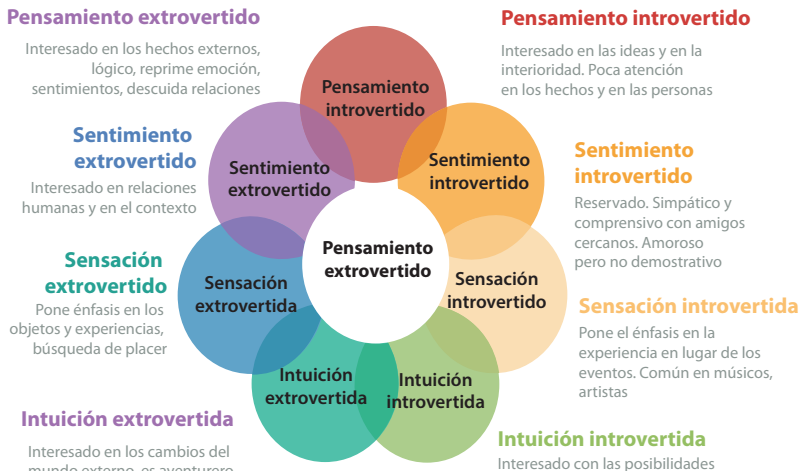 Pensamiento extrovertido
Interesado en los hechos externos,
lógico, reprime emoción,
sentimientos, descuida relaciones
Sentimiento
extrovertido
Interesado en relaciones
humanas y en el contexto
Sensación
extrovertido
Pone énfasis en los
objetos y experiencias,
búsqueda de placer
Intuición extrovertida
Interesado en los cambios del
mundo externo, es aventurero
Pensamiento
introvertido
Sentimiento
extrovertido
Sentimiento
introvertido
Pensamiento
extrovertido
Sensación
extrovertida
Sensación
introvertido
Intuición
extrovertida
Intuición
introvertida
Pensamiento introvertido
Interesado en las ideas y en la
interioridad. Poca atención
en los hechos y en las personas
Sentimiento
introvertido
Reservado. Simpático y
comprensivo con amigos
cercanos. Amoroso
pero no demostrativo
Sensación introvertida
Pone el énfasis en la
experiencia en lugar de los
eventos. Común en músicos,
artistas
Intuición introvertida
Interesado con las posibilidades